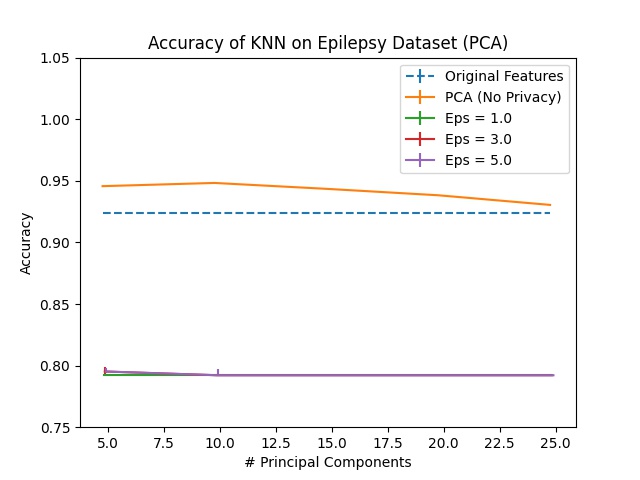 Accuracy of KNN on Epilepsy Dataset (PCA)
1.05
1.00
0.95
0.90
0.85
0.80
0.75
Accuracy
Original Features
PCA (No Privacy)
Eps = 1.0
Eps = 3.0
Eps = 5.0
5.0 7.5 10.0 12.5 15.0 17.5 20.0 22.5 25.0
# Principal Components